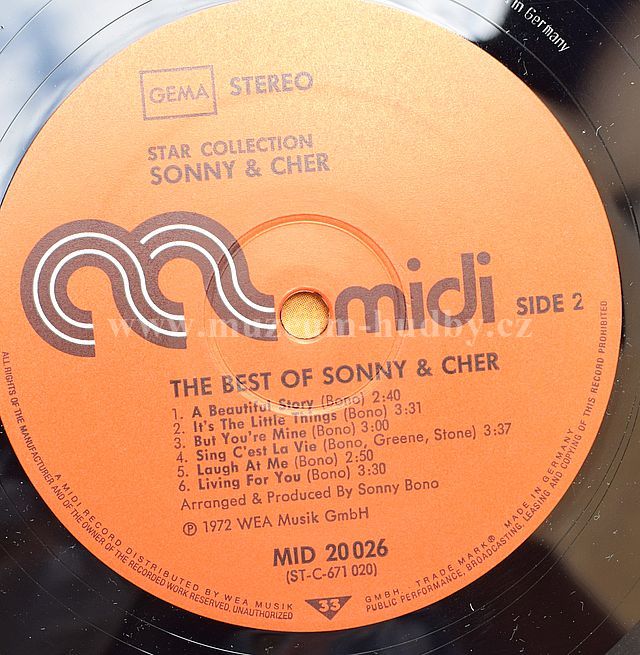 in Germany
GEMA STEREO
STAR COLLECTION
SONNY & CHER
midi SIDE 2
www.muzeum-hudby.cz
THE BEST OF SONNY & CHER
1. A Beautiful Story (Bono) 2:40
2. It's The Little Things (Bono) 3:31
3. But You're Mine (Bono) 3:00
4. Sing C'est La Vie (Bono, Greene, Stone) 3:37
5. Laugh At Me (Bono) 2:50
6. Living For You (Bono) 3:30
Arranged & Produced By Sonny Bono
℗ 1972 WEA Musik GmbH
MID 20 026
(ST-C-671 020)
33
A MIDI RECORD DISTRIBUTED BY WEA MUSIK GMBH. TRADE MARK® MADE IN GERMANY
ALL RIGHTS OF THE MANUFACTURER AND OF THE OWNER OF THE RECORDED WORK RESERVED, UNAUTHORIZED PUBLIC PERFORMANCE, BROADCASTING, LEASING AND COPYING OF THIS RECORD PROHIBITED